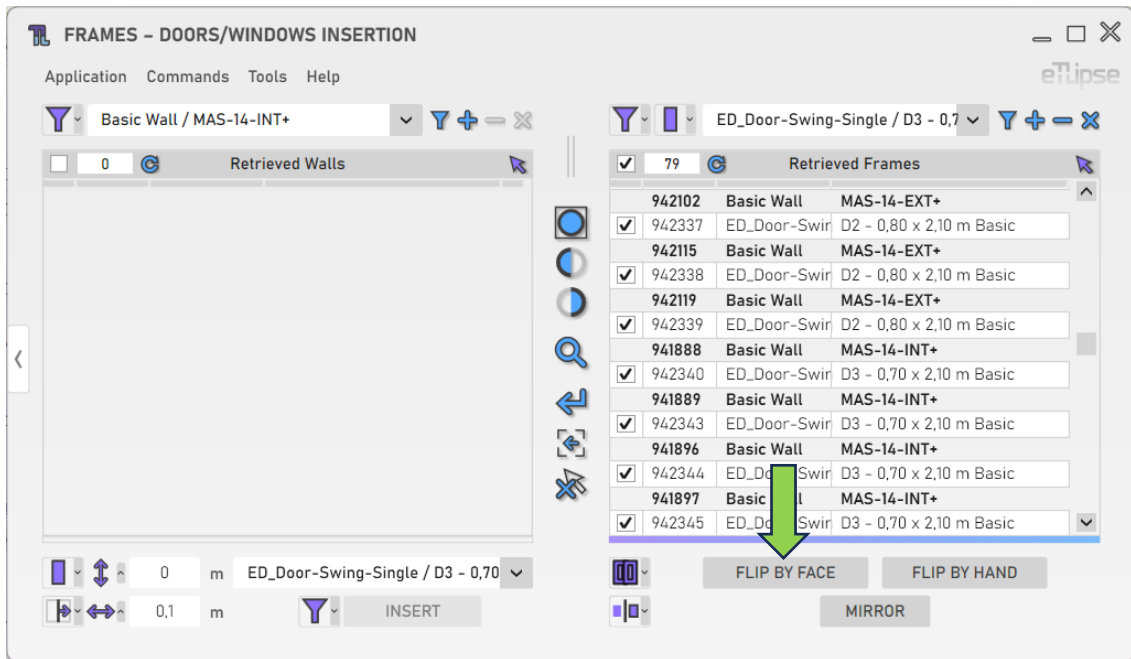 FRAMES – DOORS/WINDOWS INSERTION
Application Commands Tools Help
eTLipse
Basic Wall / MAS-14-INT+
ED_Door-Swing-Single / D3 - 0,7
0 Retrieved Walls
79 Retrieved Frames
942102 Basic Wall MAS-14-EXT+
942337 ED_Door-Swin D2 - 0,80 x 2,10 m Basic
942115 Basic Wall MAS-14-EXT+
942338 ED_Door-Swin D2 - 0,80 x 2,10 m Basic
942119 Basic Wall MAS-14-EXT+
942339 ED_Door-Swin D2 - 0,80 x 2,10 m Basic
941888 Basic Wall MAS-14-INT+
942340 ED_Door-Swin D3 - 0,70 x 2,10 m Basic
941889 Basic Wall MAS-14-INT+
942343 ED_Door-Swin D3 - 0,70 x 2,10 m Basic
941896 Basic Wall MAS-14-INT+
942344 ED_Do Swin D3 - 0,70 x 2,10 m Basic
941897 Basic l MAS-14-INT+
942345 ED_Do Swin D3 - 0,70 x 2,10 m Basic
0 m ED_Door-Swing-Single / D3 - 0,70
FLIP BY FACE FLIP BY HAND
0,1 m INSERT
MIRROR